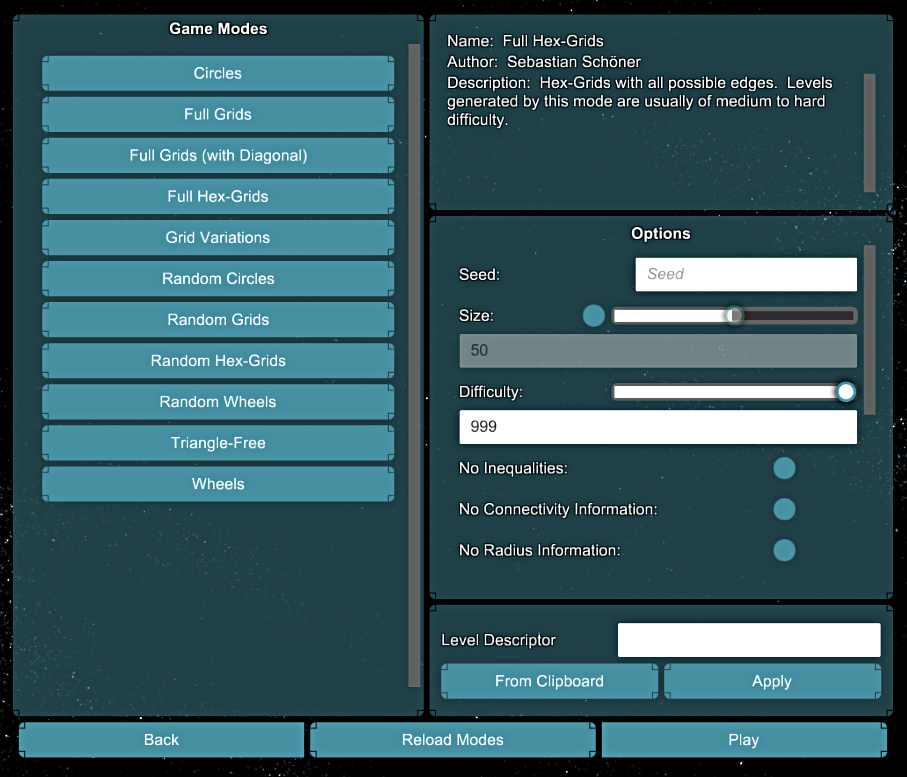 Game Modes
Circles
Full Grids
Full Grids (with Diagonal)
Full Hex-Grids
Grid Variations
Random Circles
Random Grids
Random Hex-Grids
Random Wheels
Triangle-Free
Wheels
Name:  Full Hex-Grids
Author:  Sebastian Schöner
Description:  Hex-Grids with all possible edges.  Levels
generated by this mode are usually of medium to hard
difficulty.
Options
Seed: Seed
Size:
50
Difficulty:
999
No Inequalities:
No Connectivity Information:
No Radius Information:
Level Descriptor
From Clipboard Apply
Back Reload Modes Play